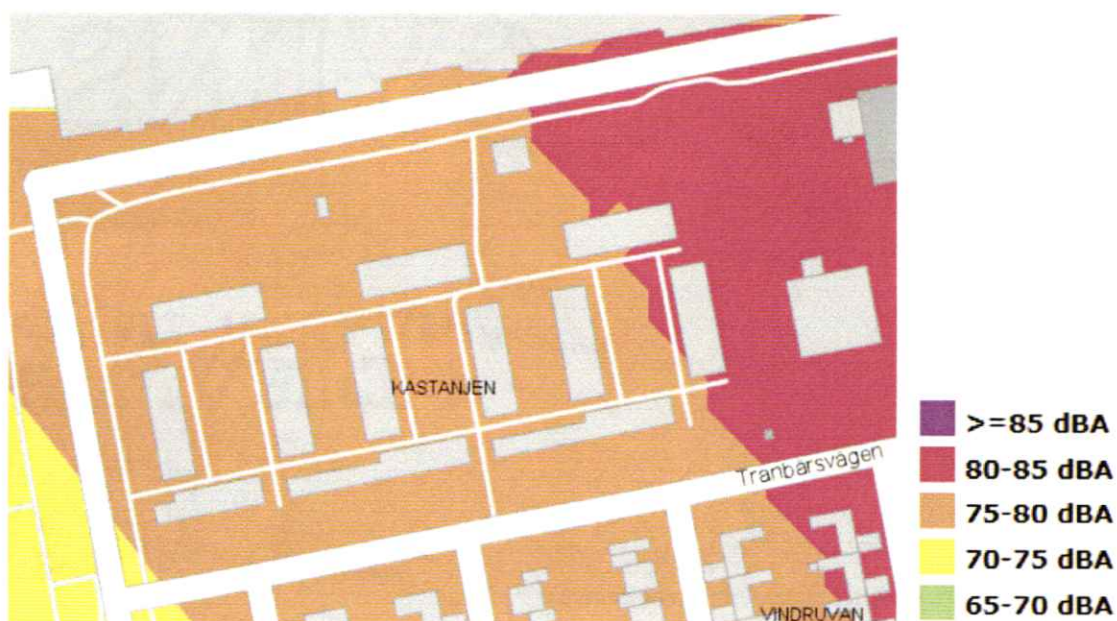 KASTANJEN
Tranbärsvägen
VINDRUVAN
>=85 dBA
80-85 dBA
75-80 dBA
70-75 dBA
65-70 dBA